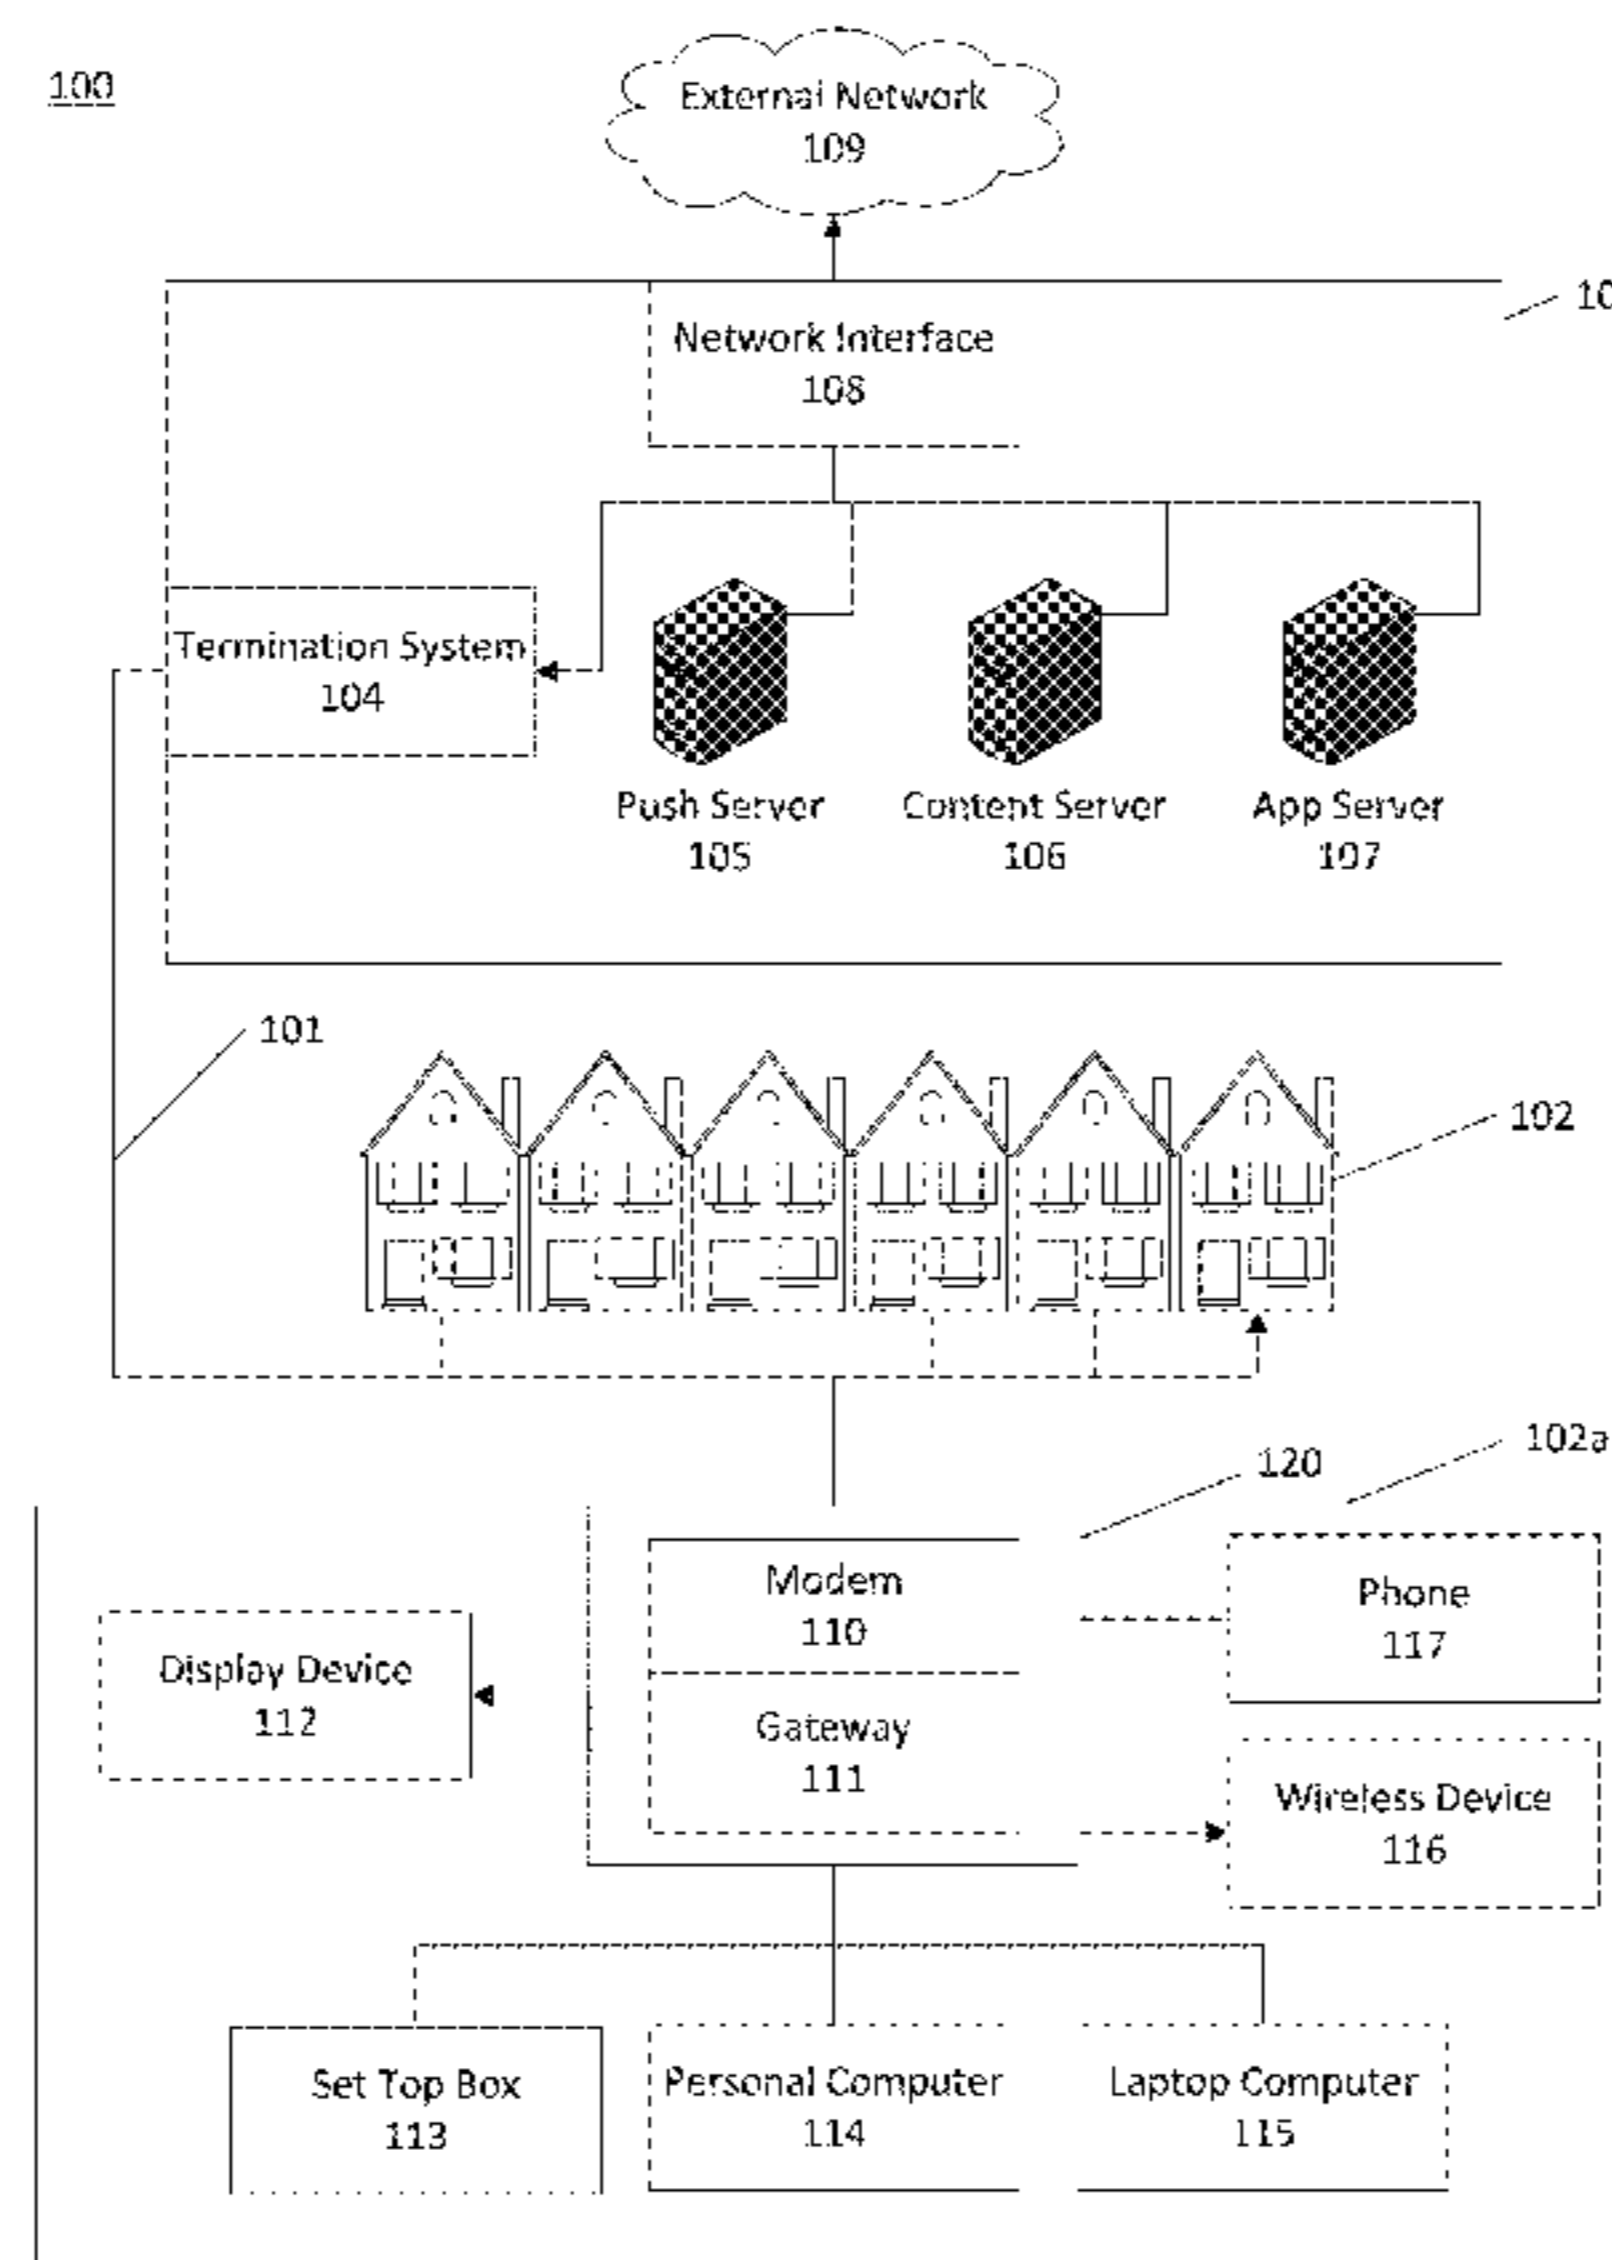 100
External Network
109
10
Network Interface
108
Termination System
104
Push Server
105
Content Server
106
App Server
107
101
102
102a
120
Modem
110
Phone
117
Display Device
112
Gateway
111
Wireless Device
116
Set Top Box
113
Personal Computer
114
Laptop Computer
115